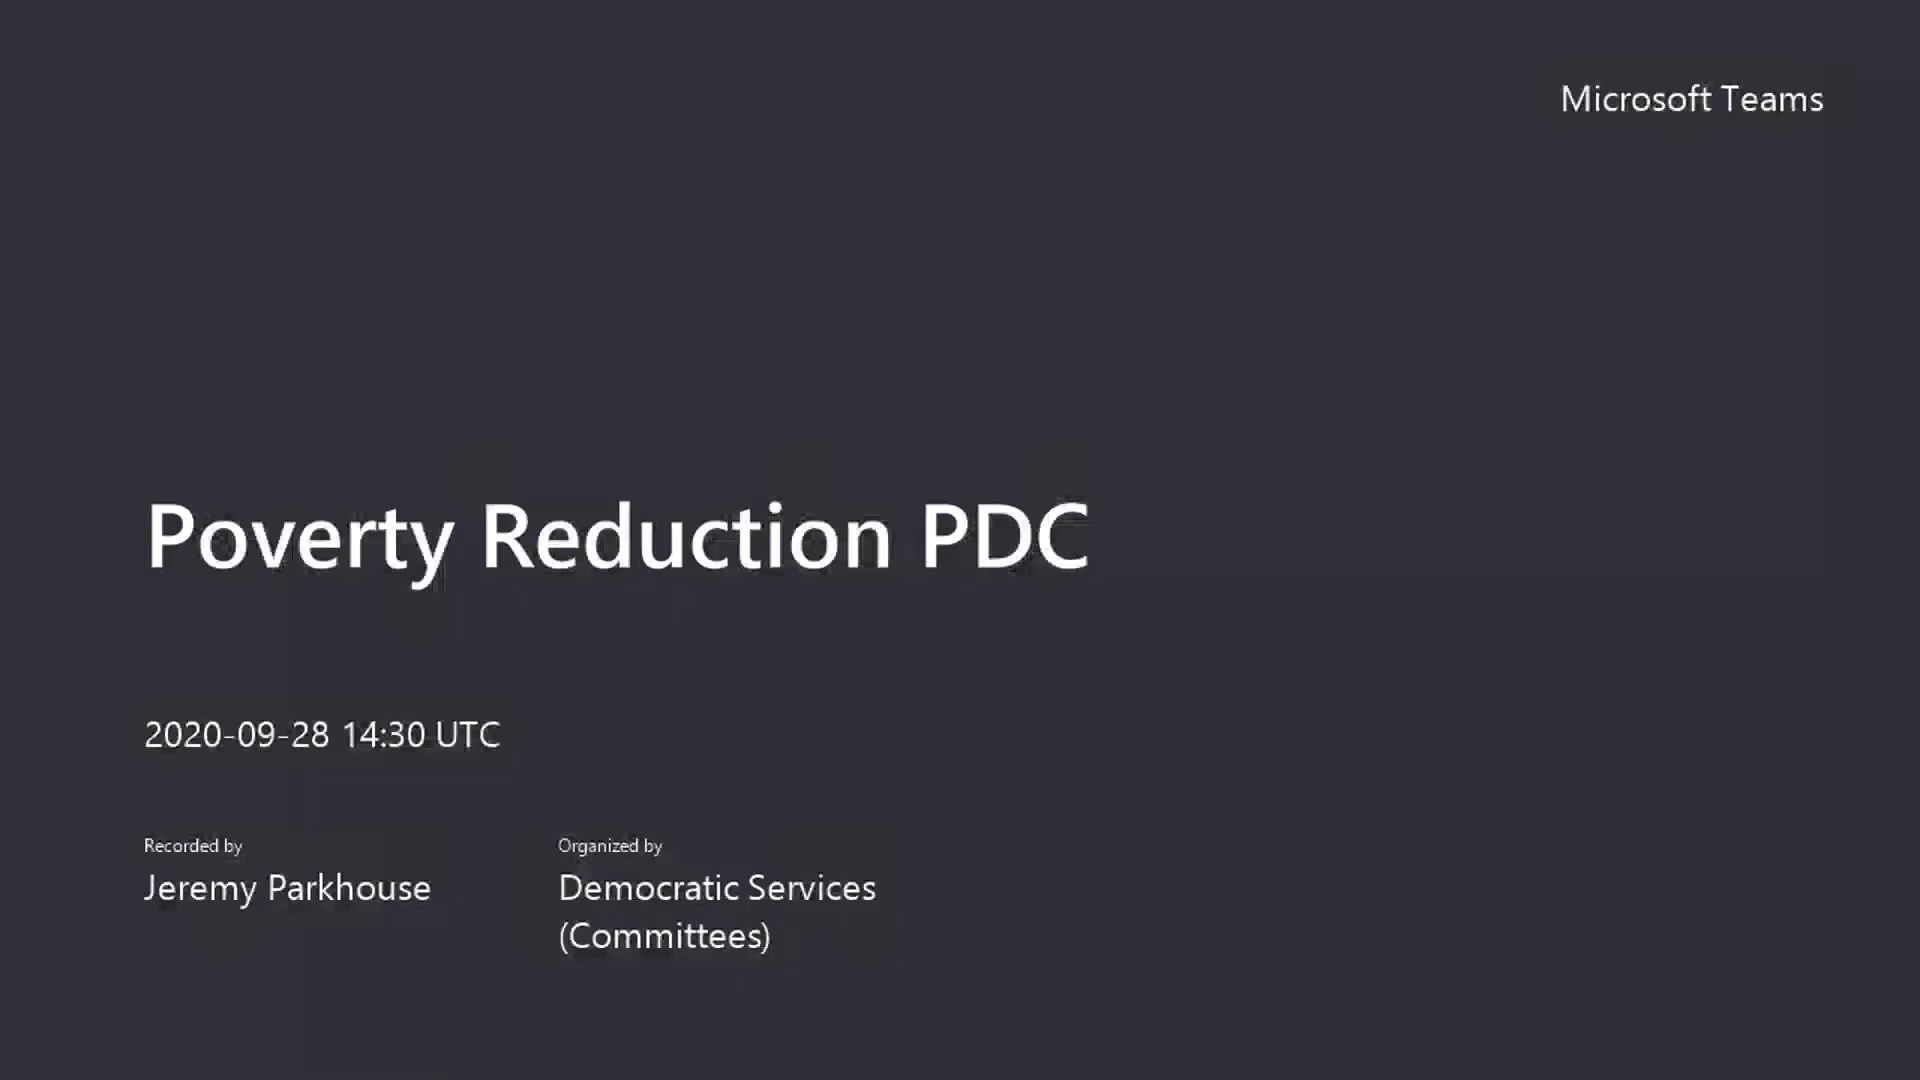 Microsoft Teams
Poverty Reduction PDC
2020-09-28 14:30 UTC
Recorded by
Jeremy Parkhouse
Organized by
Democratic Services
(Committees)